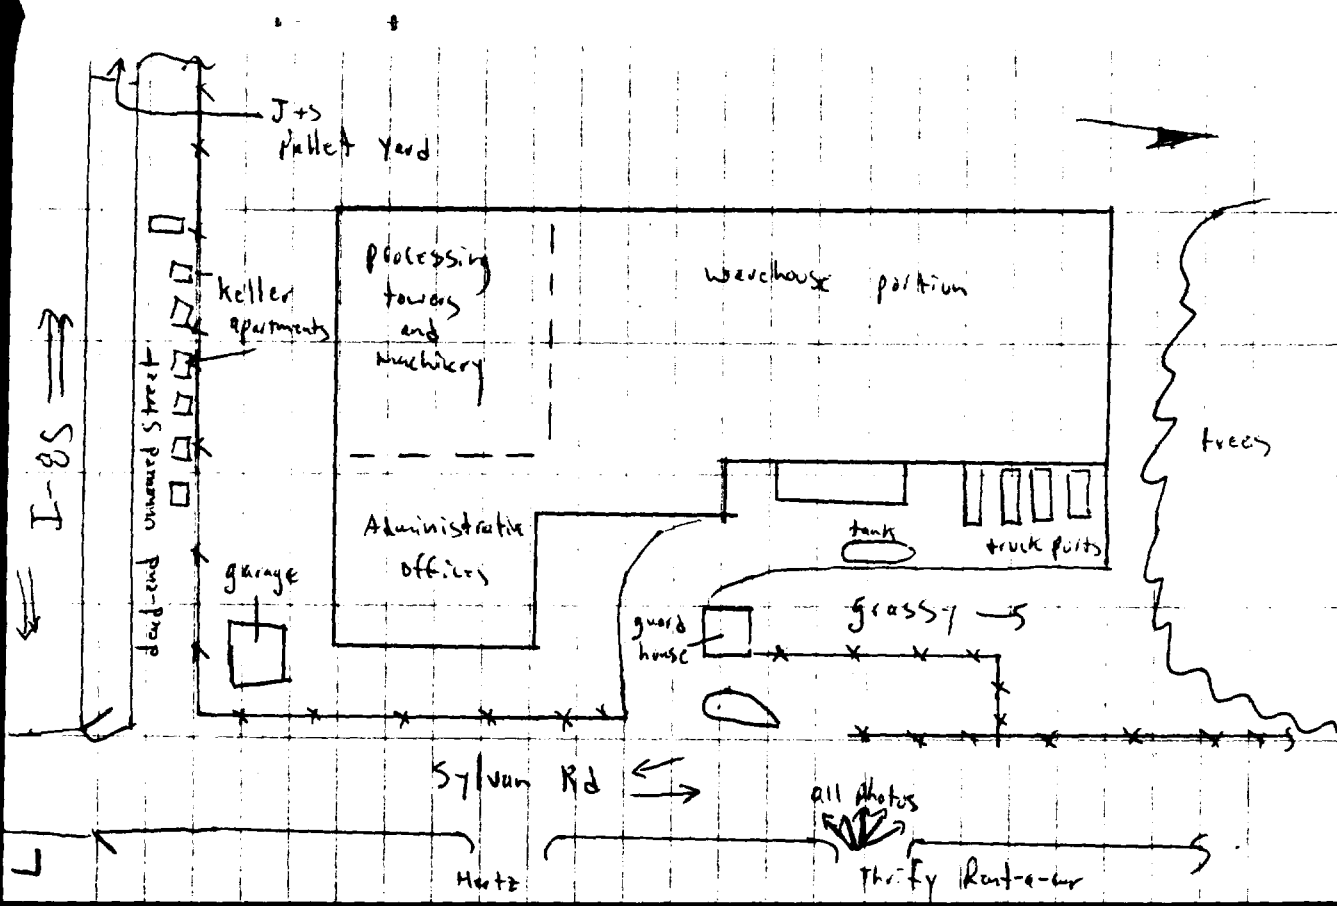 J+S
Pallet Yard
processing
towers
and
Machinery
warehouse portion
Keller
apartments
trees
I-85
dead-end unnamed street
Administrative
offices
tank
truck ports
garage
grassy
guard
house
Sylvan Rd
all photos
Hertz
Thrifty Rent-a-car